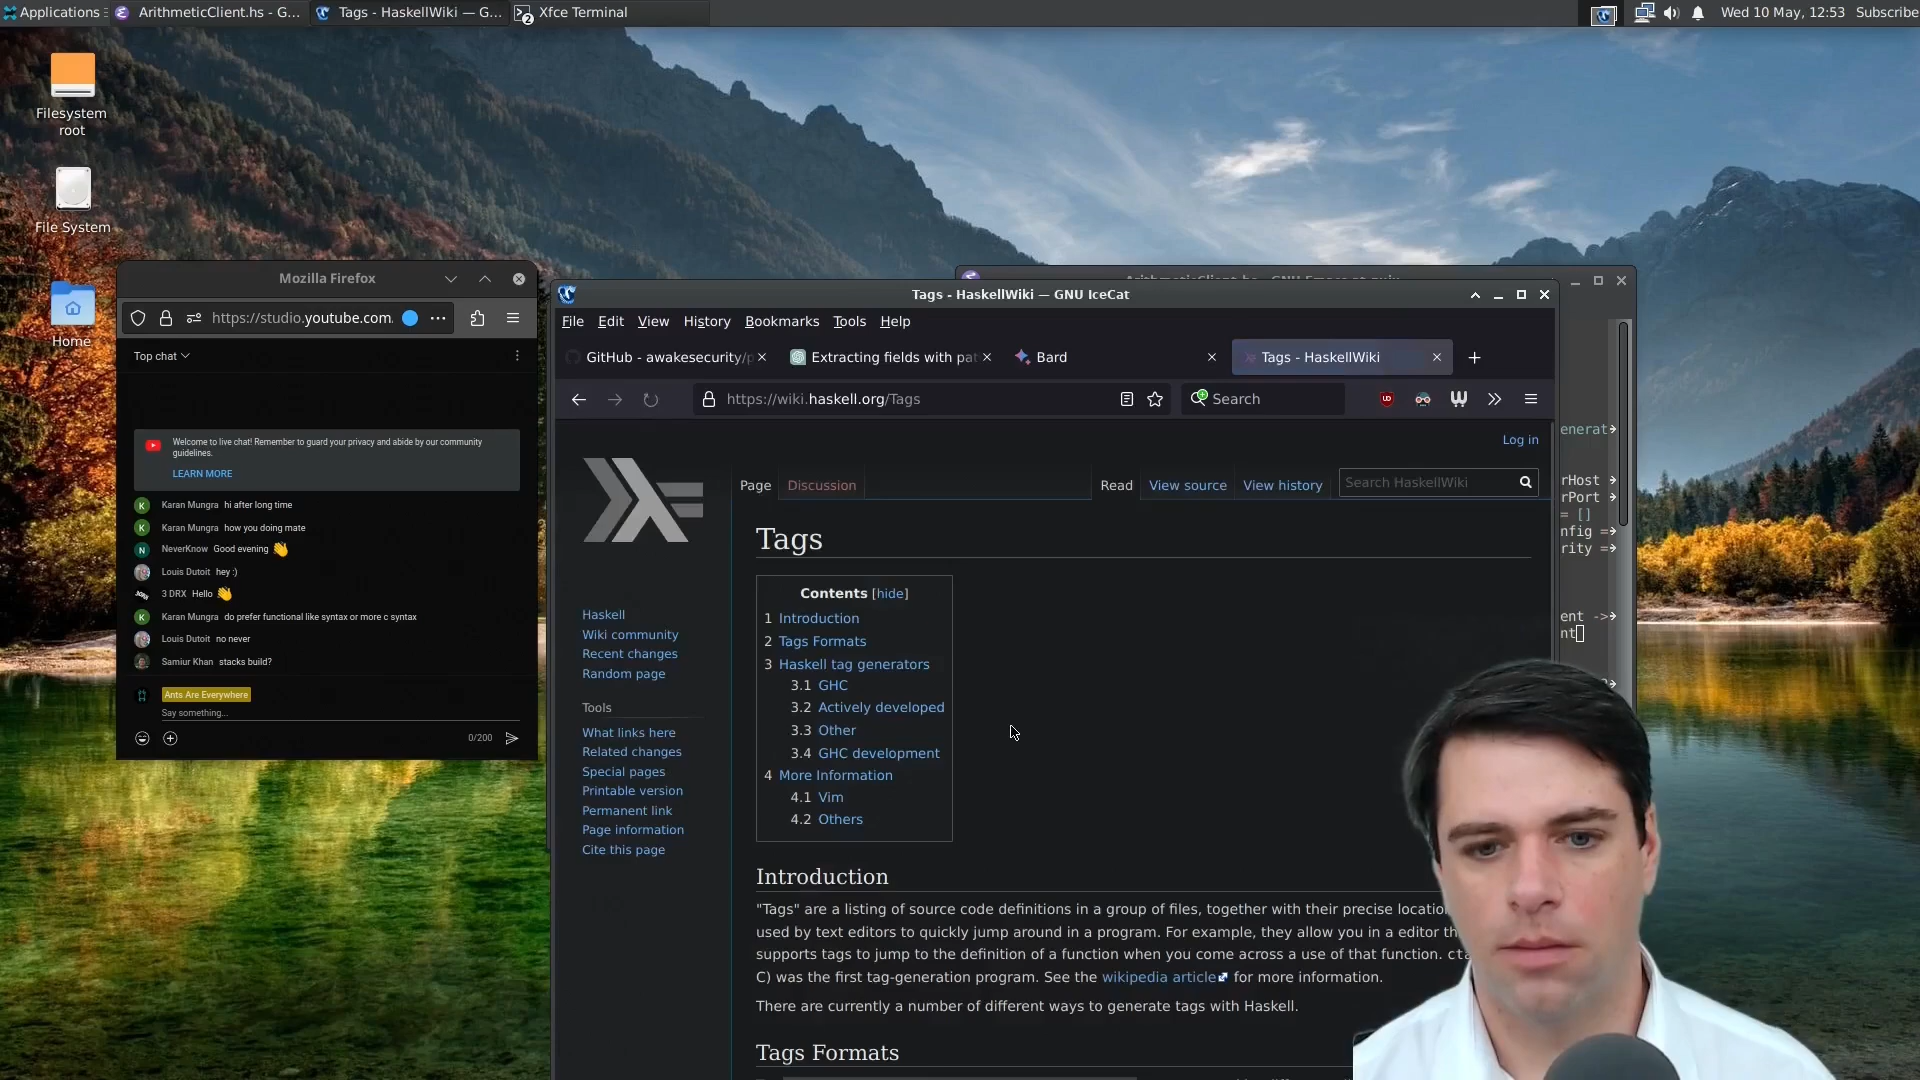 Applications
ArithmeticClient.hs - G...
Tags - HaskellWiki — G...
Xfce Terminal
2
Wed 10 May, 12:53
Subscribe
Filesystem
root
File System
Home
Mozilla Firefox
https://studio.youtube.com.
Top chat
Welcome to live chat! Remember to guard your privacy and abide by our community
guidelines.
LEARN MORE
K Karan Mungra hi after long time
K Karan Mungra how you doing mate
N NeverKnow Good evening 👋
Louis Dutoit hey :)
3 DRX Hello 👋
K Karan Mungra do prefer functional like syntax or more c syntax
Louis Dutoit no never
Samiur Khan stacks build?
Ants Are Everywhere
Say something...
0/200
Tags - HaskellWiki — GNU IceCat
File Edit View History Bookmarks Tools Help
GitHub - awakesecurity/p
Extracting fields with pat
Bard
Tags - HaskellWiki
https://wiki.haskell.org/Tags
Search
Log in
Page Discussion Read View source View history
Search HaskellWiki
Haskell
Wiki community
Recent changes
Random page
Tools
What links here
Related changes
Special pages
Printable version
Permanent link
Page information
Cite this page
Tags
Contents [hide]
1 Introduction
2 Tags Formats
3 Haskell tag generators
3.1 GHC
3.2 Actively developed
3.3 Other
3.4 GHC development
4 More Information
4.1 Vim
4.2 Others
Introduction
"Tags" are a listing of source code definitions in a group of files, together with their precise
used by text editors to quickly jump around in a program. For example, they allow you in a editor
supports tags to jump to the definition of a function when you come across a use of that function.
C) was the first tag-generation program. See the wikipedia article for more information.
There are currently a number of different ways to generate tags with Haskell.
Tags Formats
enerat
rHost
rPort
= []
nfig =>
rity =>
ent ->
nt